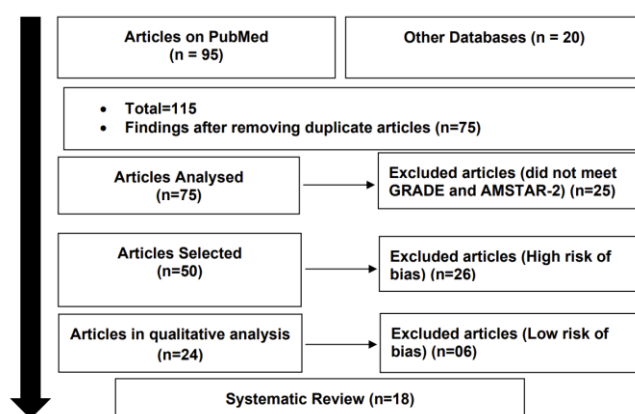 Articles on PubMed
(n = 95)
Other Databases (n = 20)
• Total=115
• Findings after removing duplicate articles (n=75)
Articles Analysed
(n=75)
Excluded articles (did not meet
GRADE and AMSTAR-2) (n=25)
Articles Selected
(n=50)
Excluded articles (High risk of
bias) (n=26)
Articles in qualitative analysis
(n=24)
Excluded articles (Low risk of
bias) (n=06)
Systematic Review (n=18)